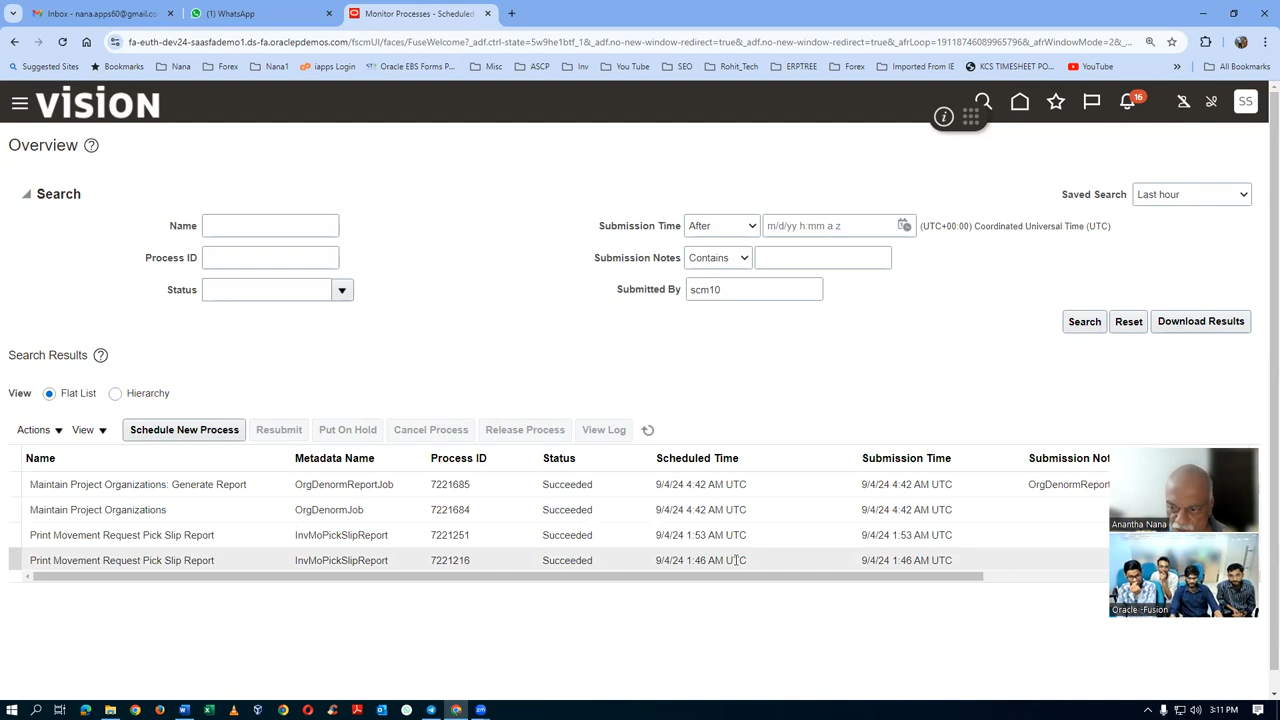 Inbox - nana.apps60@gmail.co
(1) WhatsApp
Monitor Processes - Scheduled
fa-euth-dev24-saasfademo1.ds-fa.oraclepdemos.com/fscmUI/faces/FuseWelcome?_adf.ctrl-state=5w9he1btf_1&_adf.no-new-window-redirect=true&_adf.no-new-window-redirect=true&_afrLoop=19118746089965796&_afrWindowMode=2&_a...
Suggested Sites Bookmarks Nana Forex Nana1 iapps Login Oracle EBS Forms P... Misc ASCP Inv You Tube SEO Rohit_Tech ERPTREE Forex Imported From IE KCS TIMESHEET PO... YouTube » All Bookmarks
VISION 16 SS
Overview
Search
Saved Search Last hour
Name
Submission Time After m/d/yy h:mm a z (UTC+00:00) Coordinated Universal Time (UTC)
Process ID
Submission Notes Contains
Status
Submitted By scm10
Search Reset Download Results
Search Results
View Flat List Hierarchy
Actions View Schedule New Process Resubmit Put On Hold Cancel Process Release Process View Log
Name Metadata Name Process ID Status Scheduled Time Submission Time Submission Not
Maintain Project Organizations: Generate Report OrgDenormReportJob 7221685 Succeeded 9/4/24 4:42 AM UTC 9/4/24 4:42 AM UTC OrgDenormReport
Maintain Project Organizations OrgDenormJob 7221684 Succeeded 9/4/24 4:42 AM UTC 9/4/24 4:42 AM UTC
Print Movement Request Pick Slip Report InvMoPickSlipReport 7221251 Succeeded 9/4/24 1:53 AM UTC 9/4/24 1:53 AM UTC
Print Movement Request Pick Slip Report InvMoPickSlipReport 7221216 Succeeded 9/4/24 1:46 AM UTC 9/4/24 1:46 AM UTC
Anantha Nana
Oracle -Fusion
3:11 PM